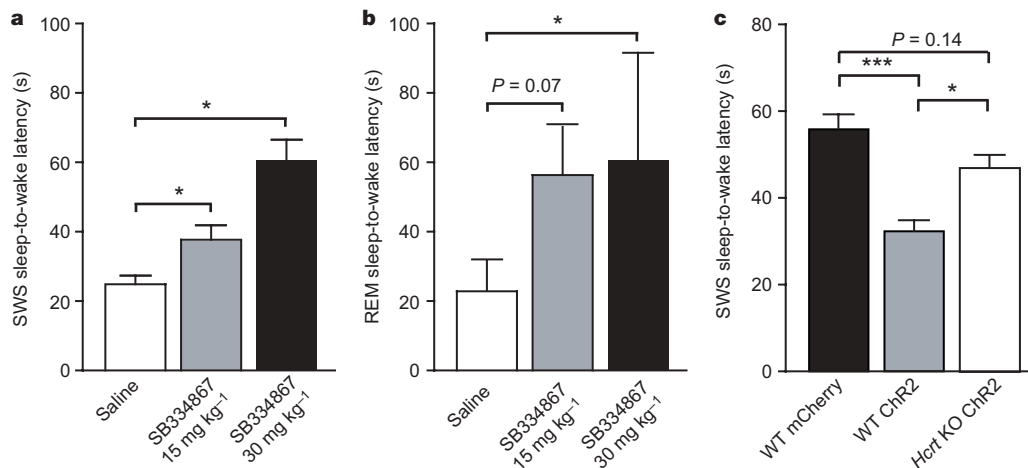 a
SWS sleep-to-wake latency (s)
100
80
60
40
20
0
*
*
Saline
SB334867
15 mg kg⁻¹
SB334867
30 mg kg⁻¹
b
REM sleep-to-wake latency (s)
100
80
60
40
20
0
*
P = 0.07
Saline
SB334867
15 mg kg⁻¹
SB334867
30 mg kg⁻¹
c
SWS sleep-to-wake latency (s)
80
60
40
20
0
P = 0.14
***
*
WT mCherry
WT ChR2
Hcrt KO ChR2